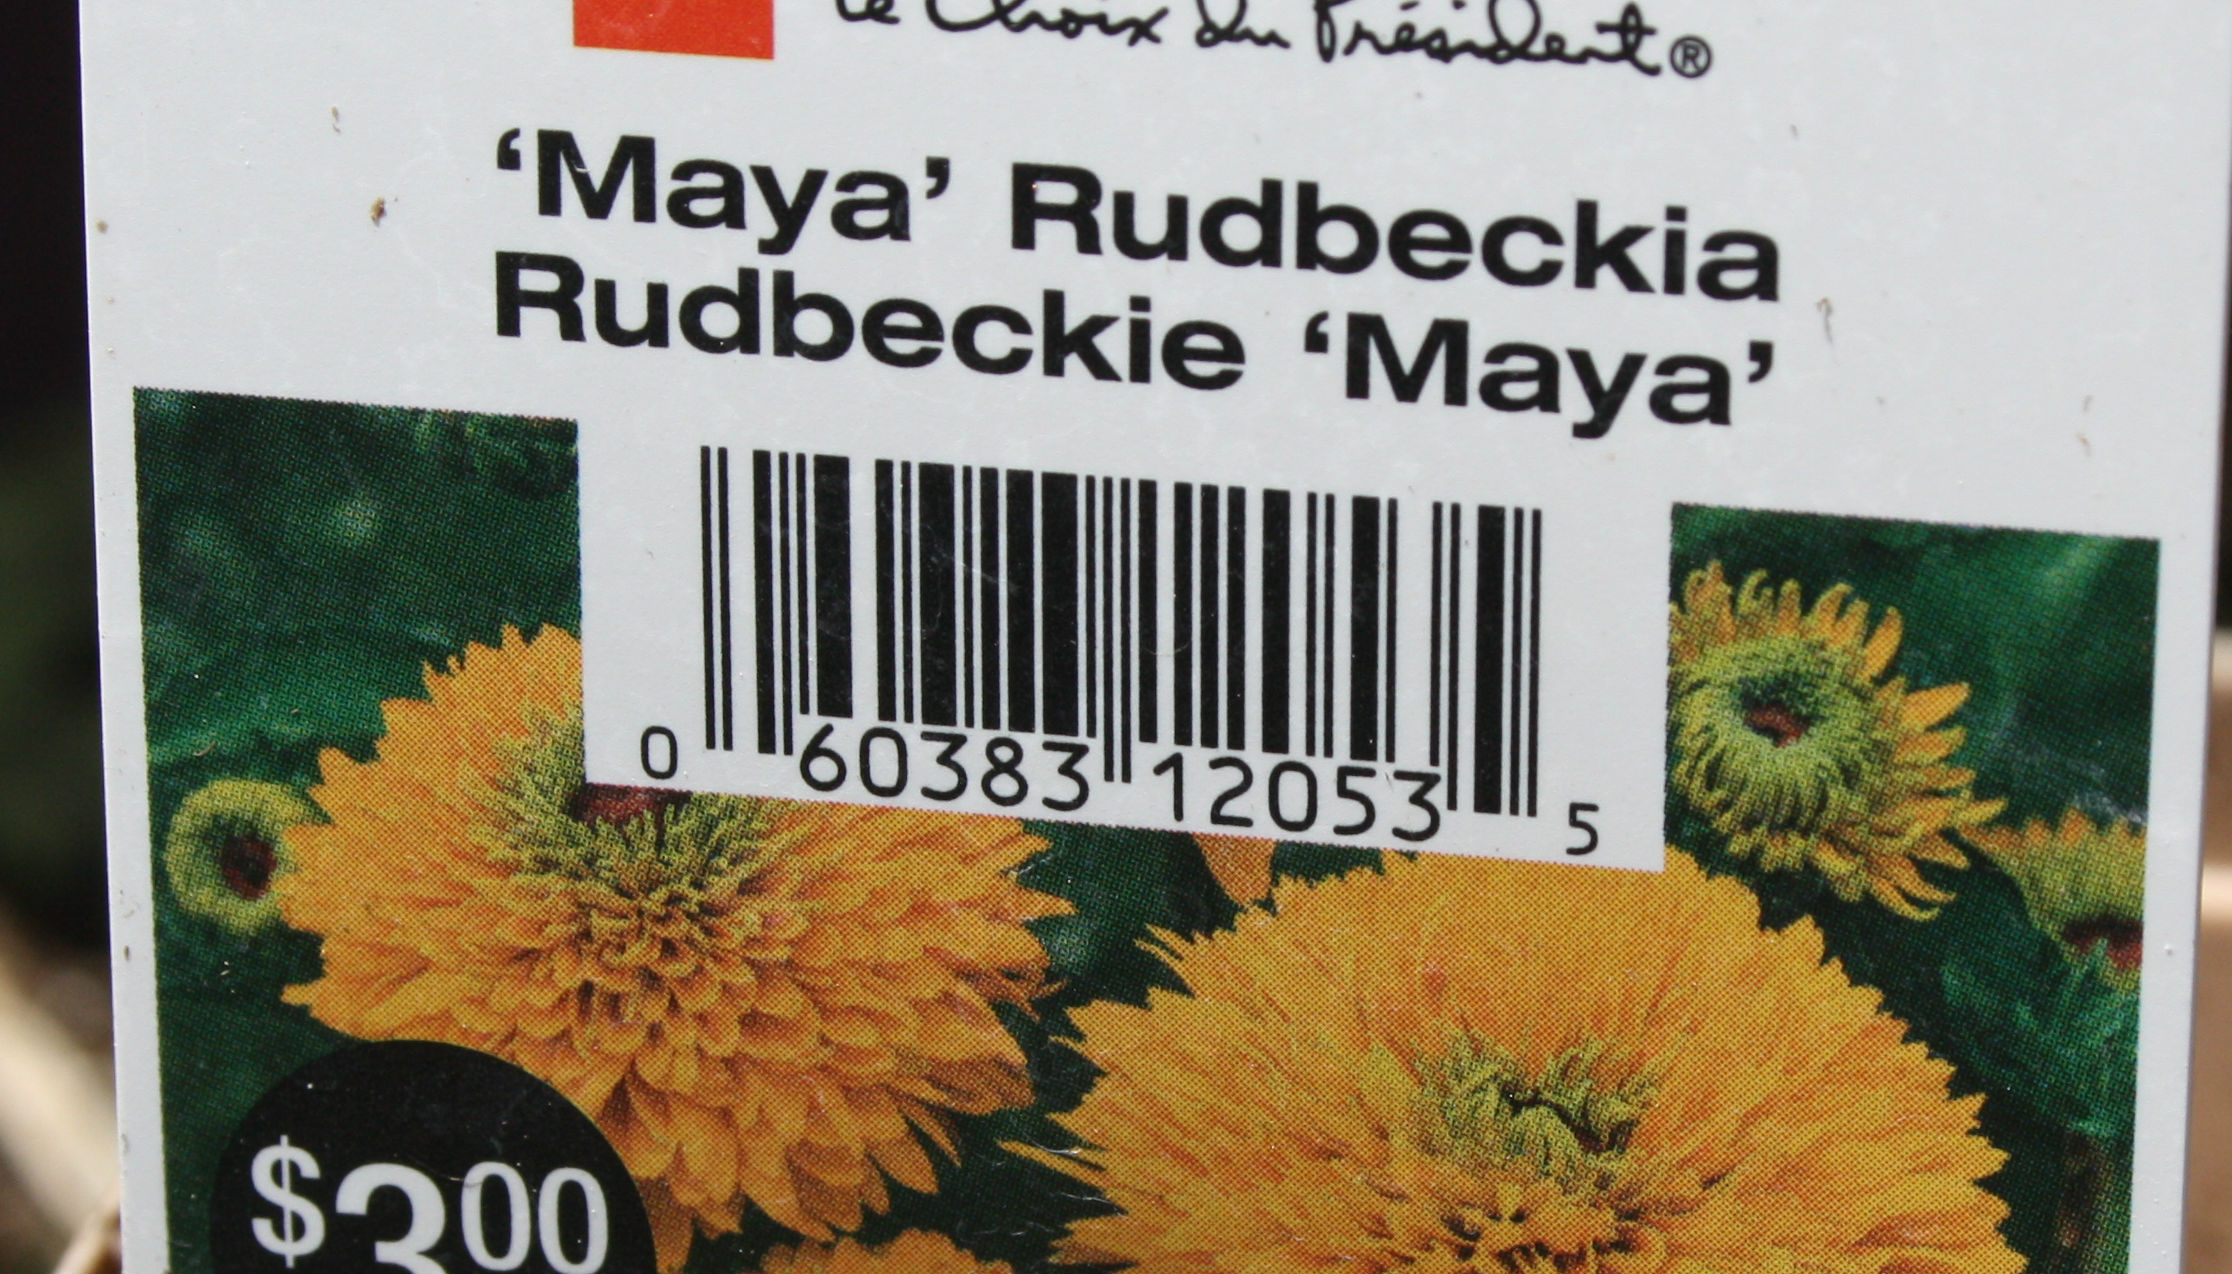 Le Choix du Président®
‘Maya’ Rudbeckia
Rudbeckie ‘Maya’
0 60383 12053 5
$3.00